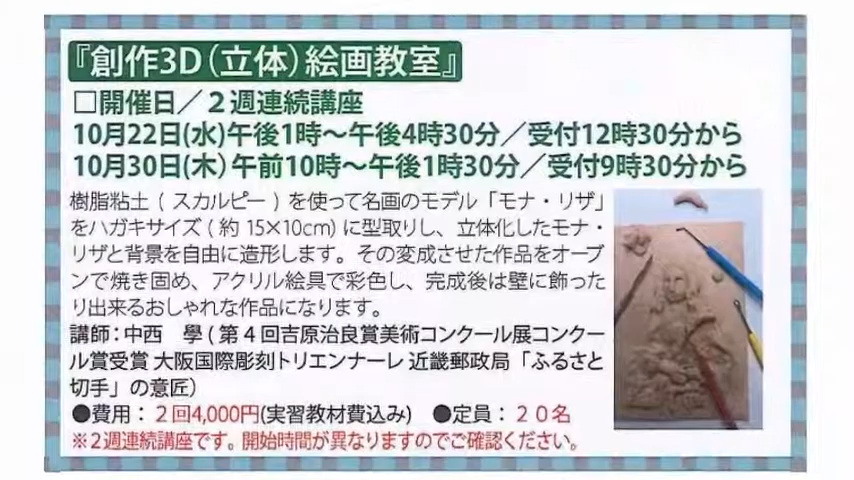 『創作3D（立体）絵画教室』
□開催日／２週連続講座
10月22日(水)午後1時～午後4時30分／受付12時30分から
10月30日(木)午前10時～午後1時30分／受付9時30分から
樹脂粘土 ( スカルピー ) を使って名画のモデル「モナ・リザ」
をハガキサイズ ( 約 15×10cm) に型取りし、立体化したモナ・
リザと背景を自由に造形します。その変成させた作品をオーブ
ンで焼き固め、アクリル絵具で彩色し、完成後は壁に飾った
り出来るおしゃれな作品になります。
講師：中西　學 ( 第４回吉原治良賞美術コンクール展コンクー
ル賞受賞 大阪国際彫刻トリエンナーレ 近畿郵政局「ふるさと
切手」の意匠）
●費用：２回4,000円(実習教材費込み)　●定員：２０名
※２週連続講座です。開始時間が異なりますのでご確認ください。